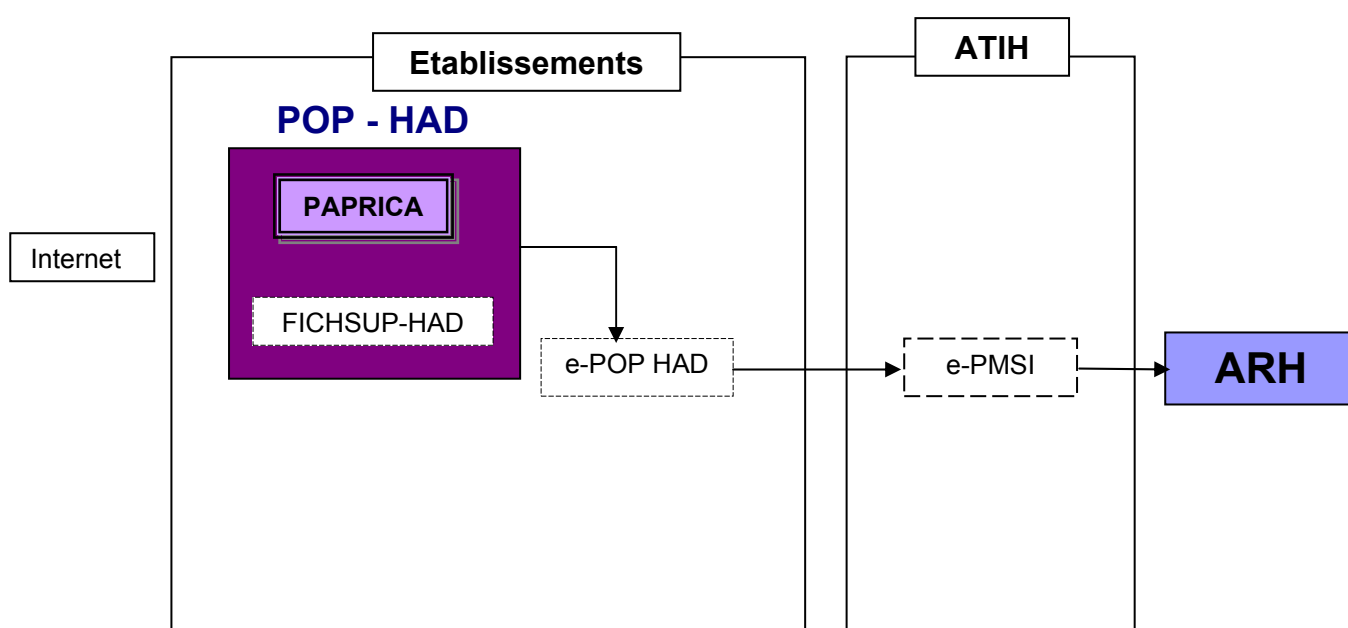 Etablissements
ATIH
POP - HAD
PAPRICA
Internet
FICHSUP-HAD
e-POP HAD
e-PMSI
ARH